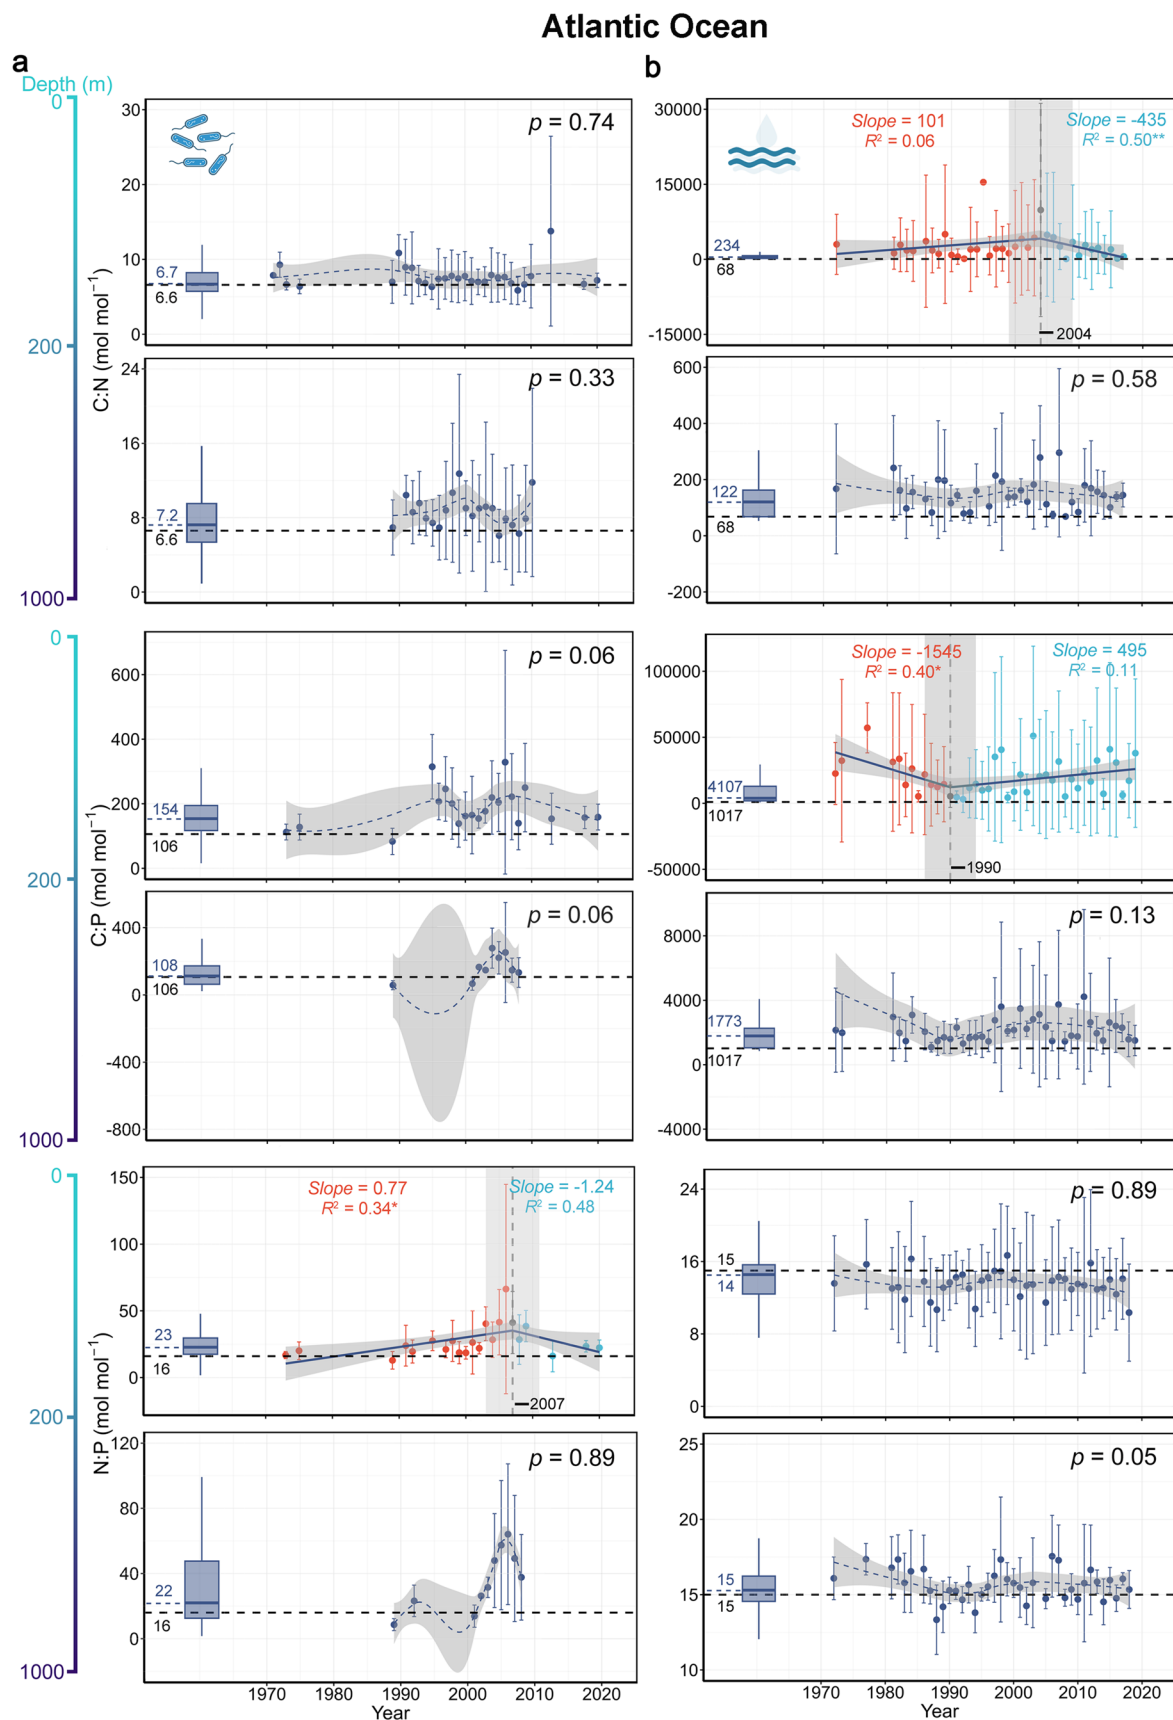 Atlantic Ocean
a
b
Depth (m)
0
200
1000
0
200
1000
0
200
1000
C:N (mol mol⁻¹)
C:P (mol mol⁻¹)
N:P (mol mol⁻¹)
30
20
10
0
p = 0.74
6.7
6.6
30000
15000
0
-15000
Slope = 101
R² = 0.06
Slope = -435
R² = 0.50**
234
68
2004
24
16
8
0
p = 0.33
7.2
6.6
600
400
200
0
-200
p = 0.58
122
68
600
400
200
0
p = 0.06
154
106
100000
50000
0
-50000
Slope = -1545
R² = 0.40*
Slope = 495
R² = 0.11
4107
1017
1990
400
0
-400
-800
p = 0.06
108
106
8000
4000
0
-4000
p = 0.13
1773
1017
150
100
50
0
Slope = 0.77
R² = 0.34*
Slope = -1.24
R² = 0.48
23
16
2007
24
16
8
0
p = 0.89
15
14
120
80
40
0
p = 0.89
22
16
25
20
15
10
p = 0.05
15
15
1970 1980 1990 2000 2010 2020
Year
1970 1980 1990 2000 2010 2020
Year